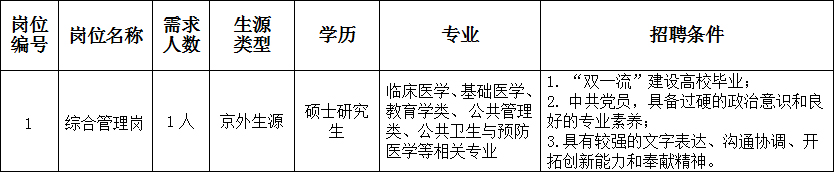 岗位编号 岗位名称 需求人数 生源类型 学历 专业 招聘条件
1
综合管理岗
1人
京外生源
硕士研究
生
临床医学、基础医学、
教育学类、公共管理
类、公共卫生与预防
医学等相关专业
1. “双一流”建设高校毕业；
2. 中共党员，具备过硬的政治意识和良
好的专业素养；
3.具有较强的文字表达、沟通协调、开
拓创新能力和奉献精神。